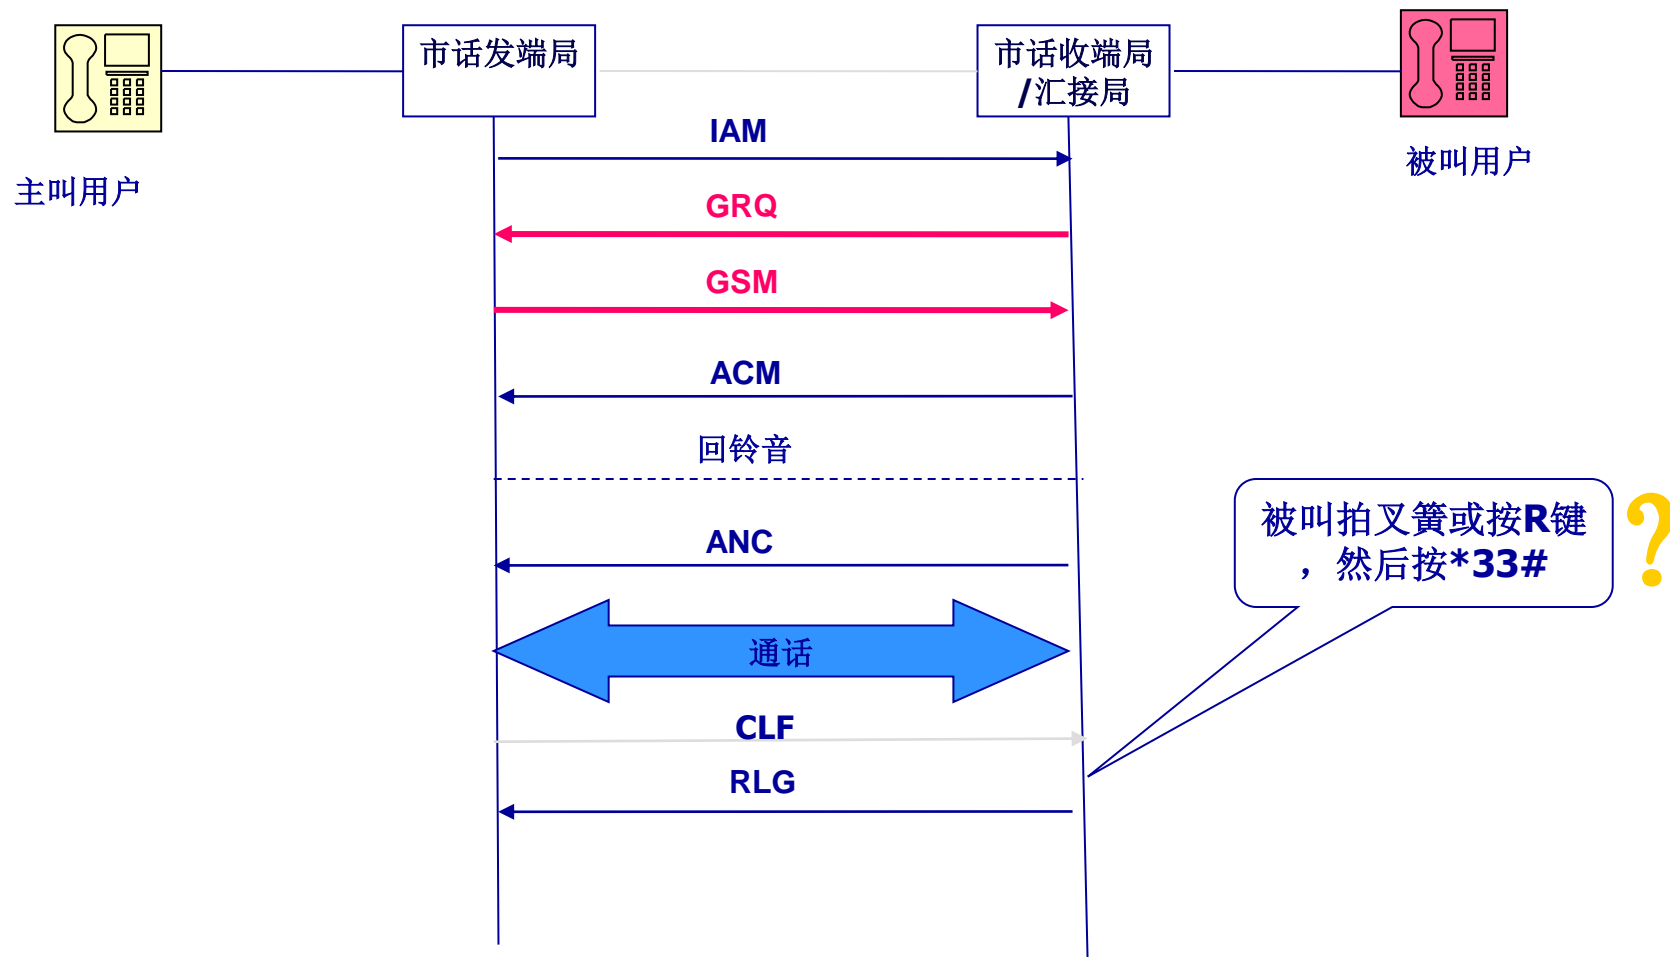 市话发端局
市话收端局
/汇接局
主叫用户
被叫用户
IAM
GRQ
GSM
ACM
回铃音
ANC
通话
CLF
RLG
被叫拍叉簧或按R键
，然后按*33#
?